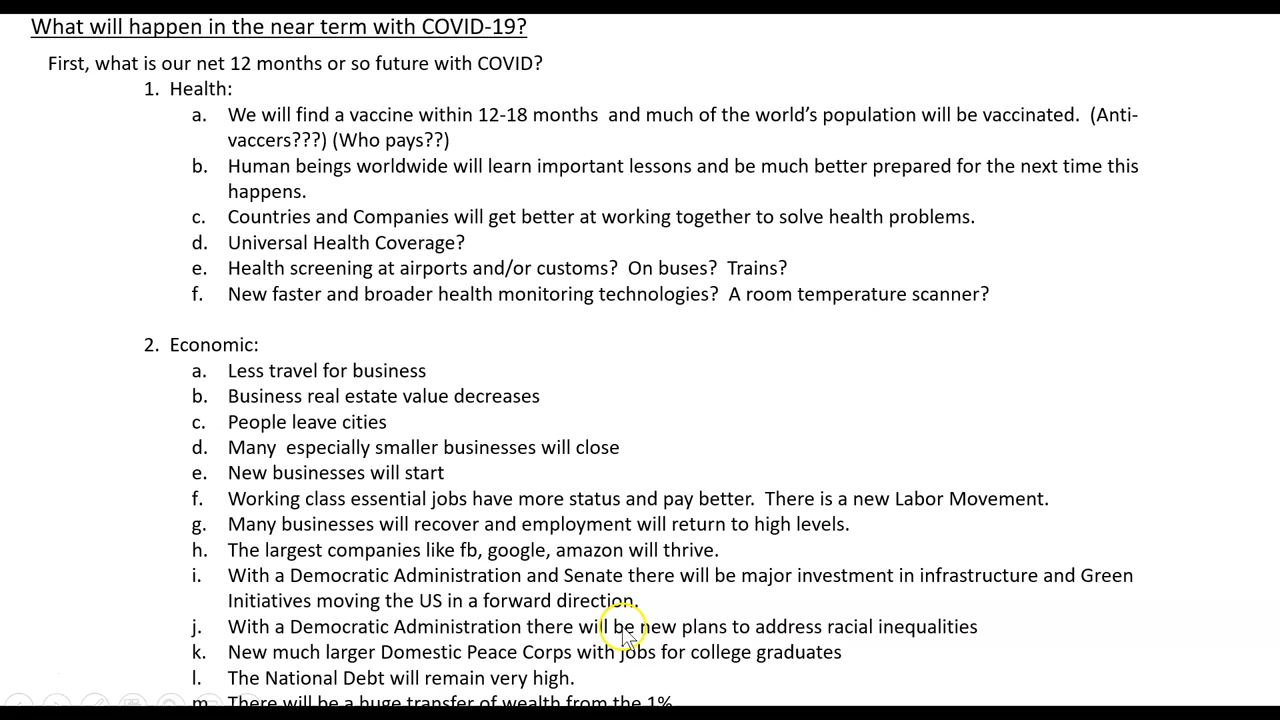 What will happen in the near term with COVID-19?
First, what is our net 12 months or so future with COVID?
1. Health:
a. We will find a vaccine within 12-18 months  and much of the world’s population will be vaccinated.  (Anti-
vaccers???) (Who pays??)
b. Human beings worldwide will learn important lessons and be much better prepared for the next time this
happens.
c. Countries and Companies will get better at working together to solve health problems.
d. Universal Health Coverage?
e. Health screening at airports and/or customs?  On buses?  Trains?
f. New faster and broader health monitoring technologies?  A room temperature scanner?
2. Economic:
a. Less travel for business
b. Business real estate value decreases
c. People leave cities
d. Many  especially smaller businesses will close
e. New businesses will start
f. Working class essential jobs have more status and pay better.  There is a new Labor Movement.
g. Many businesses will recover and employment will return to high levels.
h. The largest companies like fb, google, amazon will thrive.
i. With a Democratic Administration and Senate there will be major investment in infrastructure and Green
Initiatives moving the US in a forward direction.
j. With a Democratic Administration there will be new plans to address racial inequalities
k. New much larger Domestic Peace Corps with jobs for college graduates
l. The National Debt will remain very high.
m. There will be a huge transfer of wealth from the 1%